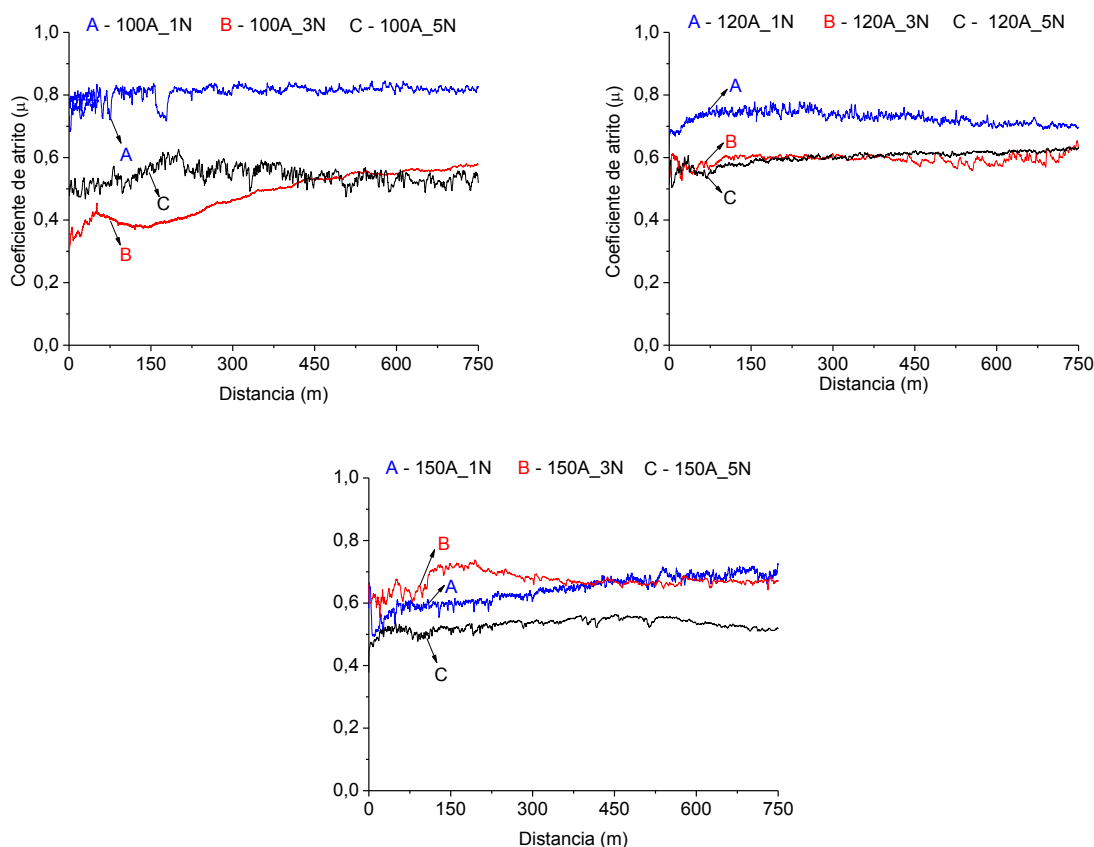 A - 100A_1N B - 100A_3N C - 100A_5N
1,0
0,8
0,6
0,4
0,2
0,0
Coeficiente de atrito (μ)
A
C
B
0 150 300 450 600 750
Distancia (m)
A - 120A_1N B - 120A_3N C - 120A_5N
1,0
0,8
0,6
0,4
0,2
0,0
Coeficiente de atrito (μ)
A
B
C
0 150 300 450 600 750
Distancia (m)
A - 150A_1N B - 150A_3N C - 150A_5N
1,0
0,8
0,6
0,4
0,2
0,0
Coeficiente de atrito (μ)
B
A
C
0 150 300 450 600 750
Distancia (m)